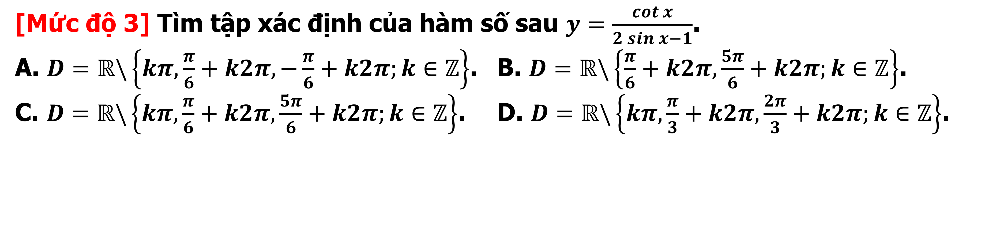 [Mức độ 3] Tìm tập xác định của hàm số sau $y = \frac{cot x}{2 sin x-1}$.
A. $D = \mathbb{R}\backslash\left\{k\pi, \frac{\pi}{6} + k2\pi, -\frac{\pi}{6} + k2\pi; k \in \mathbb{Z}\right\}$. B. $D = \mathbb{R}\backslash\left\{\frac{\pi}{6} + k2\pi, \frac{5\pi}{6} + k2\pi; k \in \mathbb{Z}\right\}$.
C. $D = \mathbb{R}\backslash\left\{k\pi, \frac{\pi}{6} + k2\pi, \frac{5\pi}{6} + k2\pi; k \in \mathbb{Z}\right\}$. D. $D = \mathbb{R}\backslash\left\{k\pi, \frac{\pi}{3} + k2\pi, \frac{2\pi}{3} + k2\pi; k \in \mathbb{Z}\right\}$.